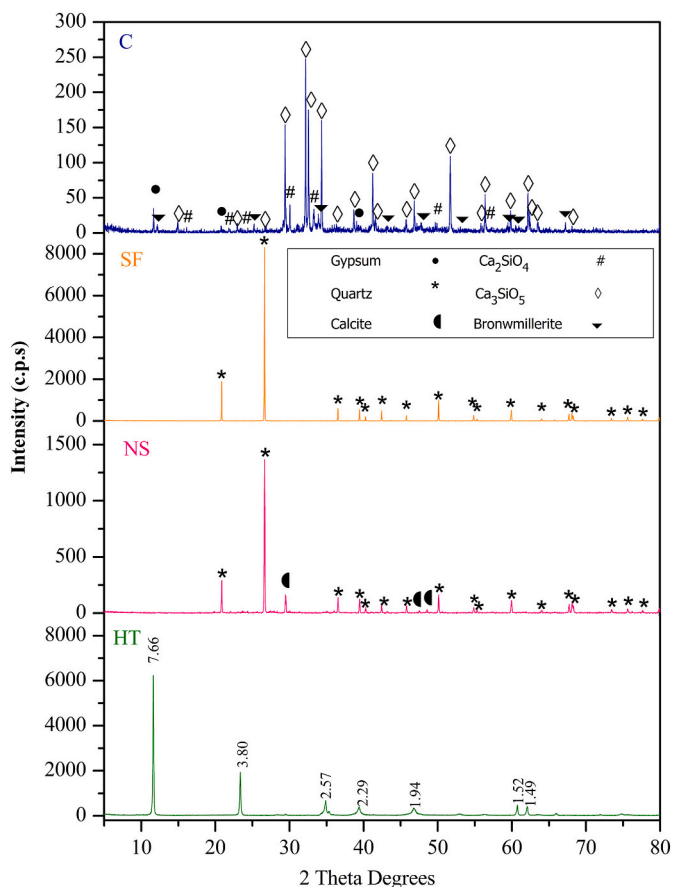 300
C
250
200
150
100
50
0
8000
SF
*
Gypsum ● Ca₂SiO₄ #
Quartz * Ca₃SiO₅ ◊
Calcite Bronwmillerite
6000
4000
2000
0
Intensity (c.p.s)
1500
NS
1000
500
0
8000
HT
7.66
6000
4000
3.80
2000
2.57
2.29
1.94
1.52
1.49
0
10 20 30 40 50 60 70 80
2 Theta Degrees